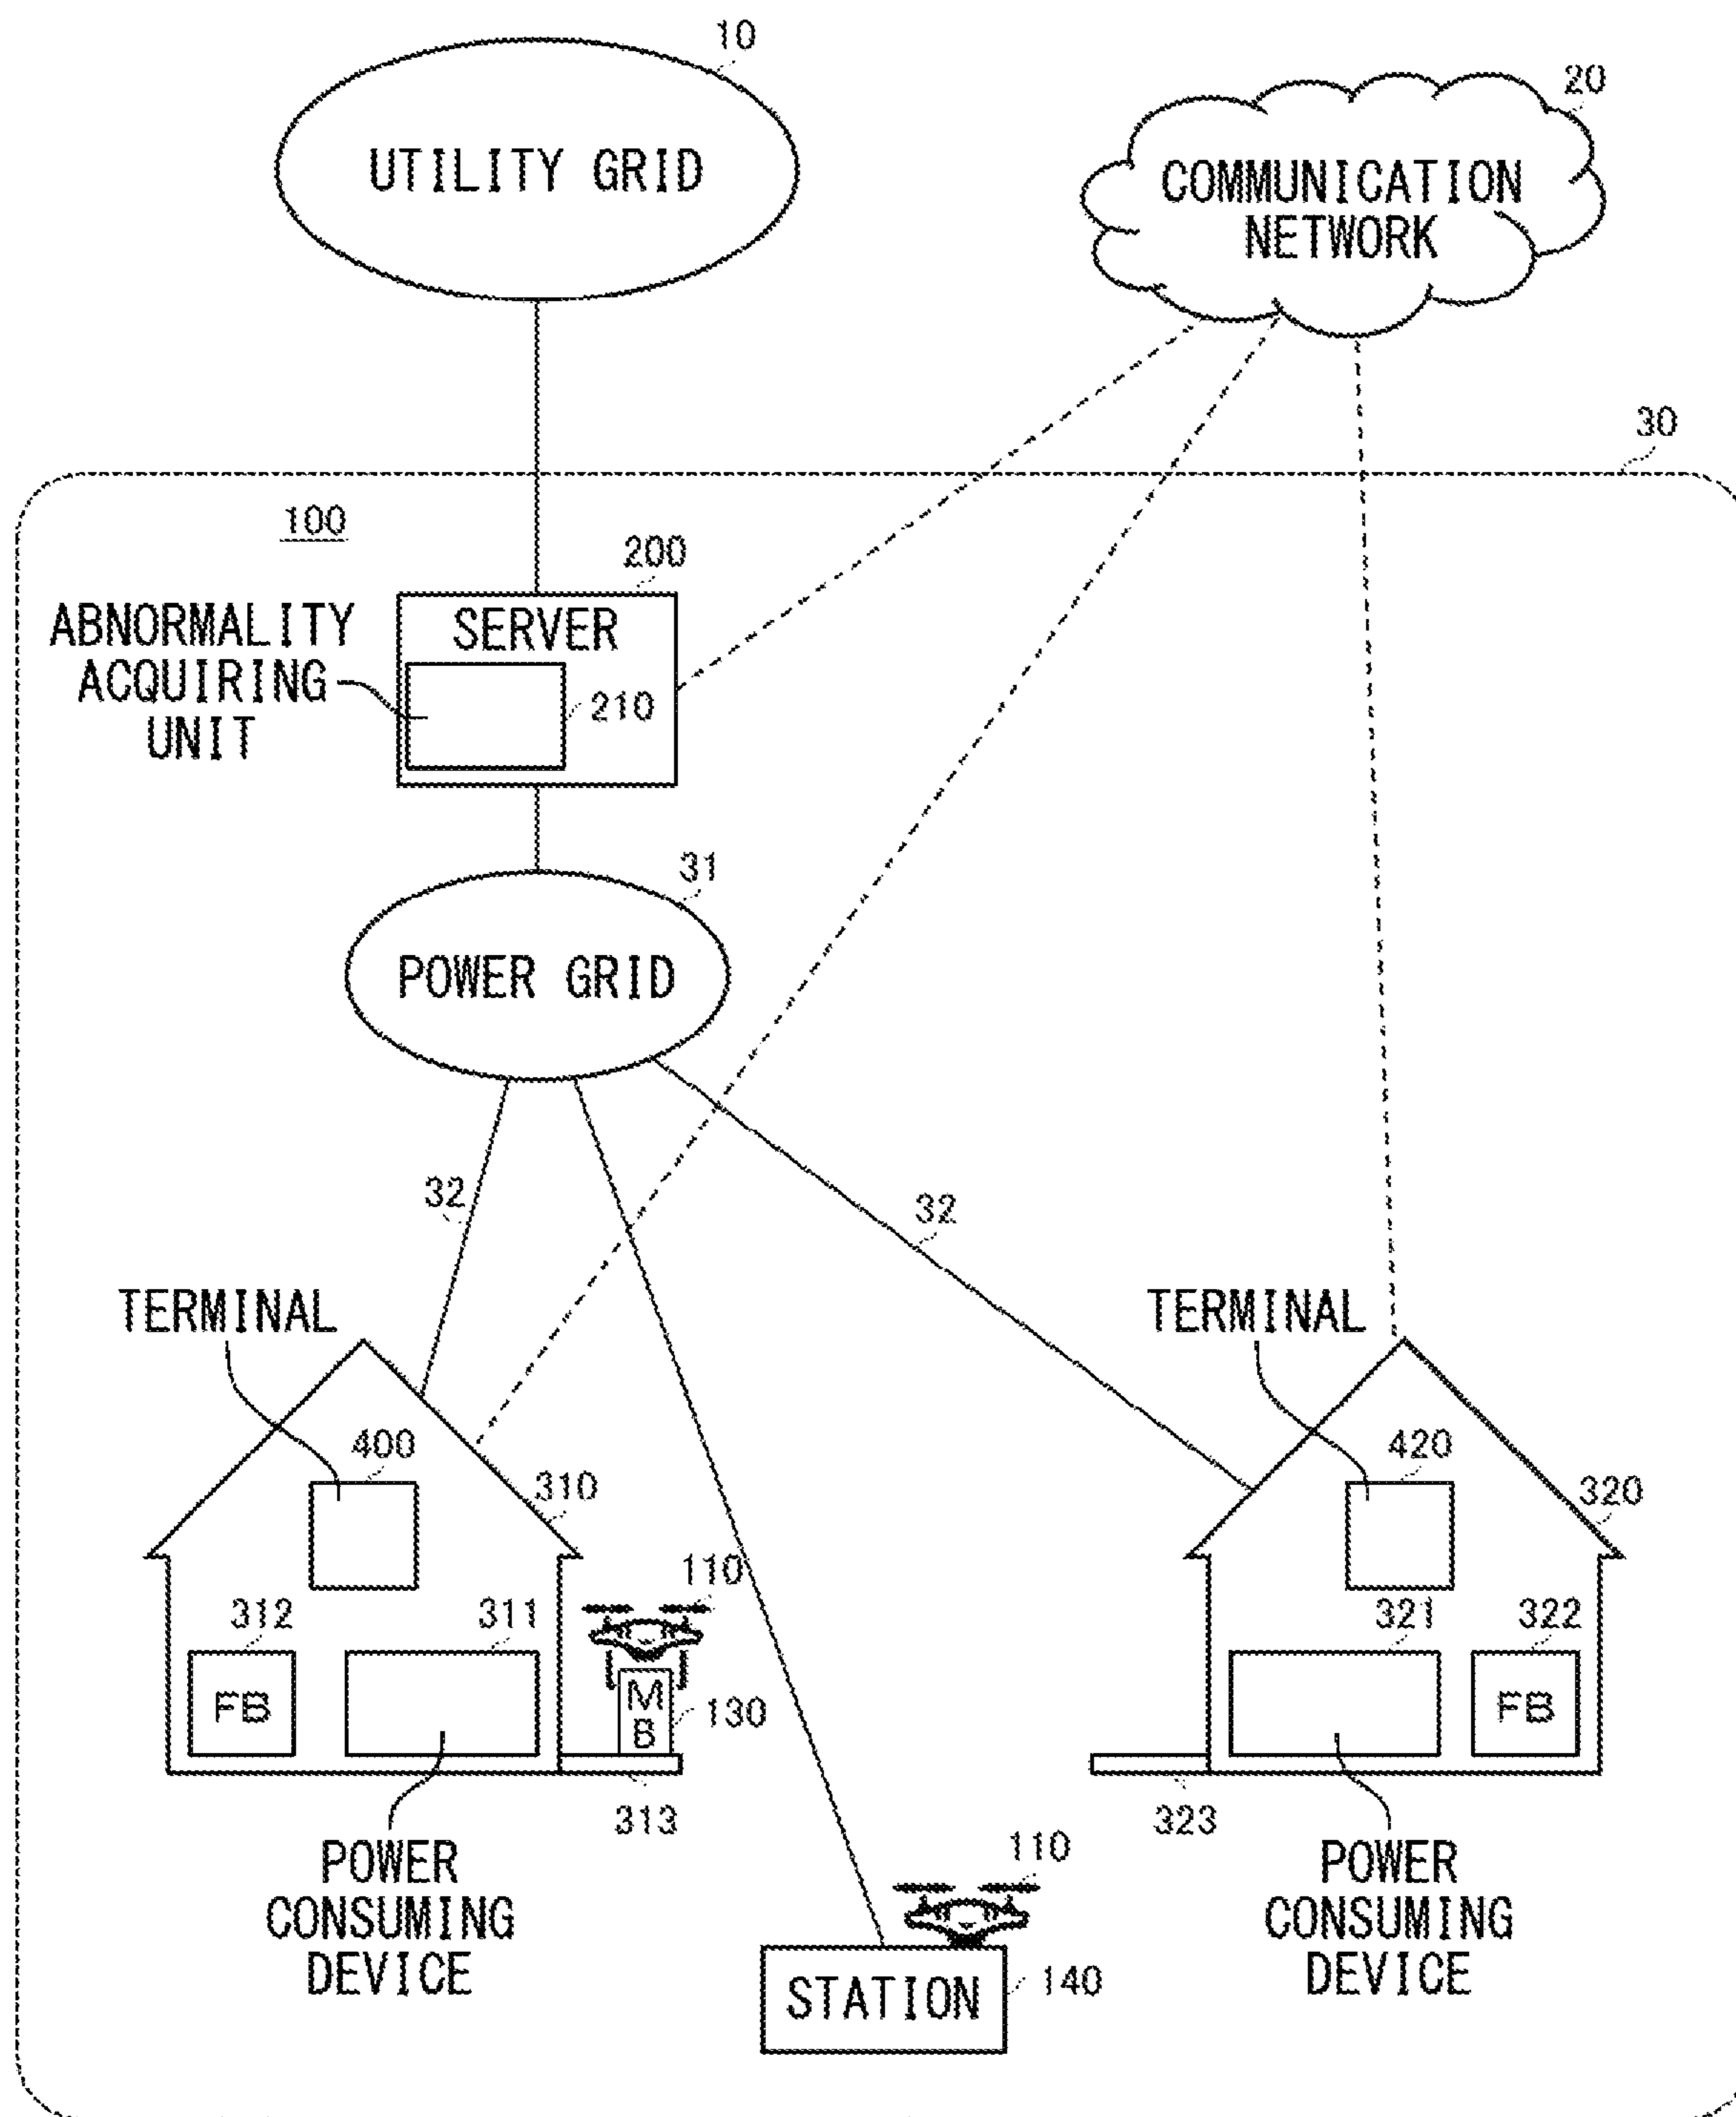 10
UTILITY GRID
20
COMMUNICATION
NETWORK
30
100
200
SERVER
ABNORMALITY
ACQUIRING
UNIT
210
31
POWER GRID
32
32
TERMINAL
TERMINAL
400
310
420
320
110
312
311
FB
M
B
130
321
322
FB
313
323
POWER
CONSUMING
DEVICE
110
POWER
CONSUMING
DEVICE
STATION
140